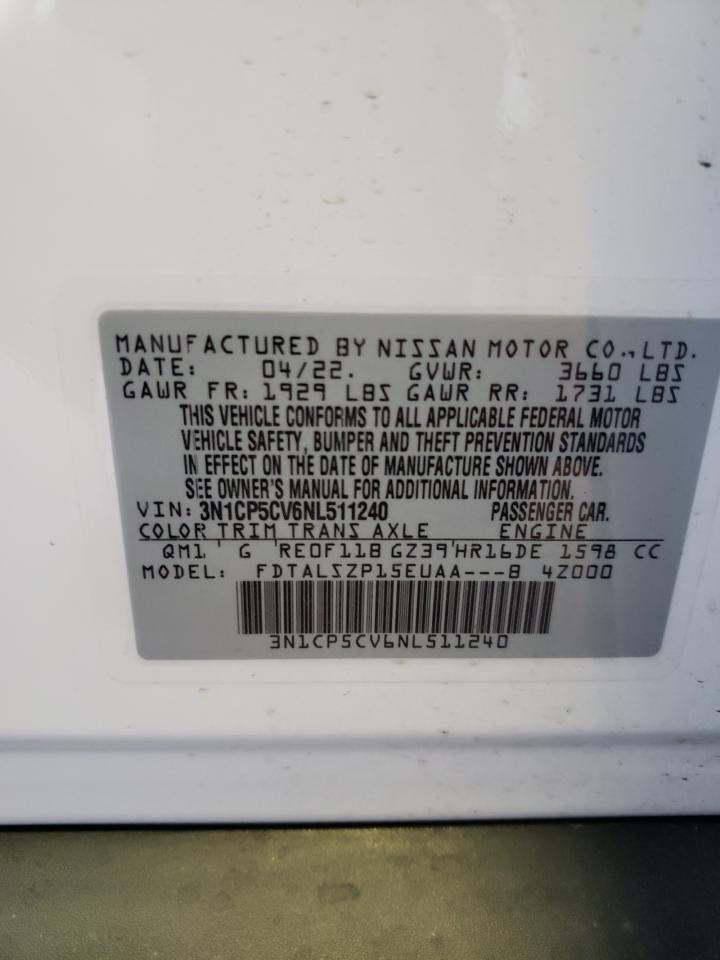 MANUFACTURED BY NISSAN MOTOR CO., LTD.
DATE: 04/22. GVWR: 3660 LBS
GAWR FR: 1929 LBS GAWR RR: 1731 LBS
THIS VEHICLE CONFORMS TO ALL APPLICABLE FEDERAL MOTOR
VEHICLE SAFETY, BUMPER AND THEFT PREVENTION STANDARDS
IN EFFECT ON THE DATE OF MANUFACTURE SHOWN ABOVE.
SEE OWNER'S MANUAL FOR ADDITIONAL INFORMATION.
VIN: 3N1CP5CV6NL511240 PASSENGER CAR.
COLOR TRIM TRANS AXLE ENGINE
QM1 G RE0F11B GZ39 HR16DE 1598 CC
MODEL: FDTALSZP15EUAA---B 4Z000
3N1CP5CV6NL511240